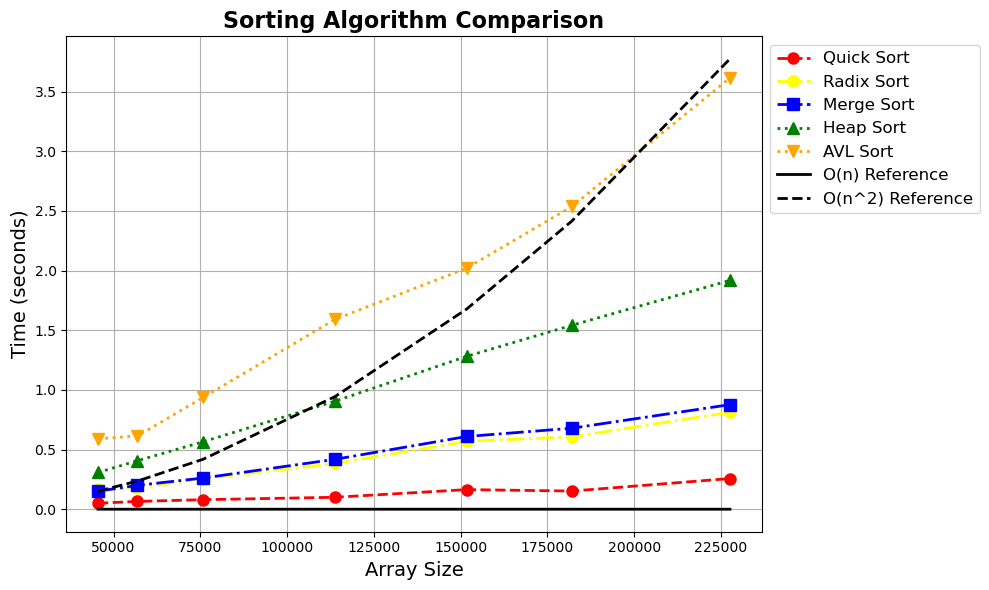 Sorting Algorithm Comparison
Time (seconds)
3.5
3.0
2.5
2.0
1.5
1.0
0.5
0.0
50000 75000 100000 125000 150000 175000 200000 225000
Array Size
Quick Sort
Radix Sort
Merge Sort
Heap Sort
AVL Sort
O(n) Reference
O(n^2) Reference